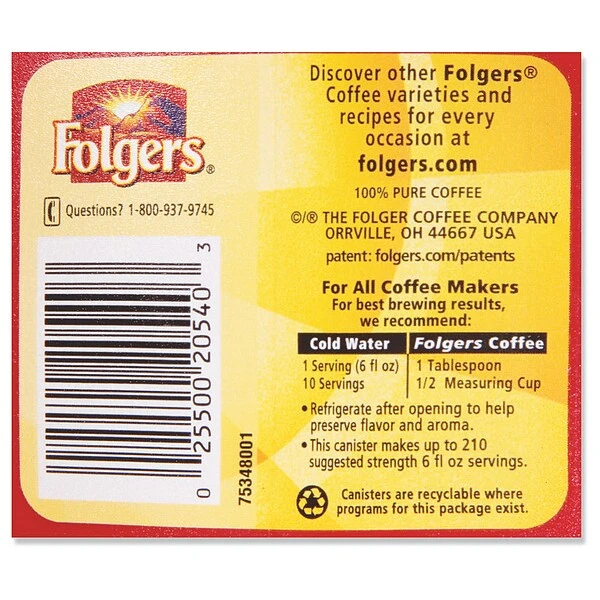 Folgers®
Questions? 1-800-937-9745
0 25500 20540 3
75348001
Discover other Folgers®
Coffee varieties and
recipes for every
occasion at
folgers.com
100% PURE COFFEE
©/® THE FOLGER COFFEE COMPANY
ORRVILLE, OH 44667 USA
patent: folgers.com/patents
For All Coffee Makers
For best brewing results,
we recommend:
Cold Water Folgers Coffee
1 Serving (6 fl oz) 1 Tablespoon
10 Servings 1/2 Measuring Cup
•Refrigerate after opening to help
preserve flavor and aroma.
•This canister makes up to 210
suggested strength 6 fl oz servings.
Canisters are recyclable where
programs for this package exist.